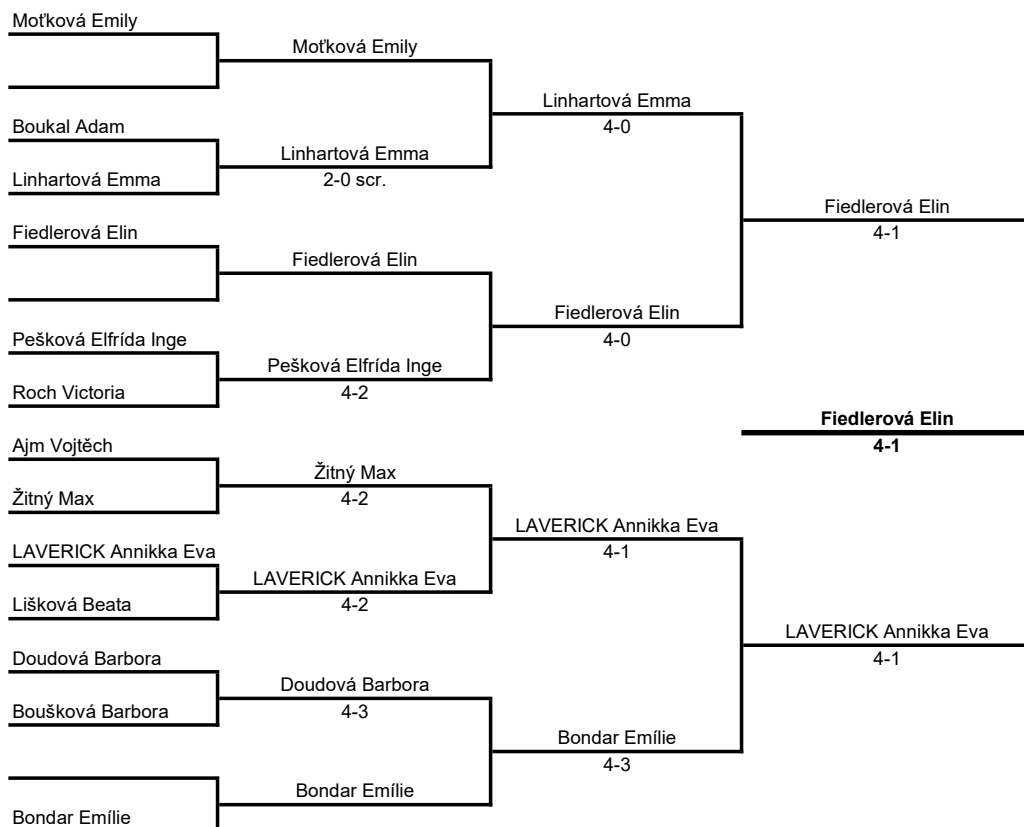 Moťková Emily
Moťková Emily
Linhartová Emma
4-0
Boukal Adam
Linhartová Emma
Linhartová Emma
2-0 scr.
Fiedlerová Elin
4-1
Fiedlerová Elin
Fiedlerová Elin
Fiedlerová Elin
4-0
Pešková Elfrída Inge
Pešková Elfrída Inge
Roch Victoria
4-2
Fiedlerová Elin
4-1
Ajm Vojtěch
Žitný Max
Žitný Max
4-2
LAVERICK Annikka Eva
4-1
LAVERICK Annikka Eva
LAVERICK Annikka Eva
Lišková Beata
4-2
LAVERICK Annikka Eva
4-1
Doudová Barbora
Doudová Barbora
Boušková Barbora
4-3
Bondar Emílie
4-3
Bondar Emílie
Bondar Emílie